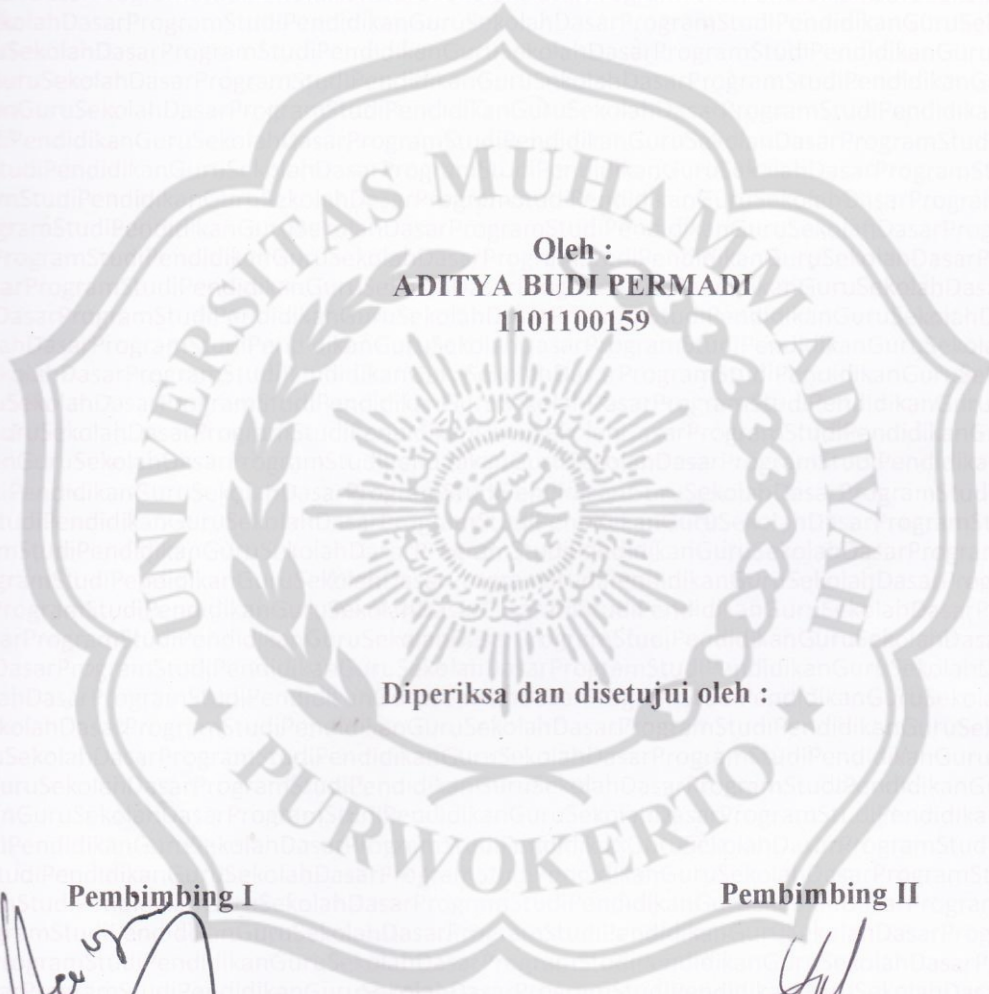 UNIVERSITAS MUHAMMADIYAH
Oleh :
ADITYA BUDI PERMADI
1101100159
Diperiksa dan disetujui oleh :
PURWOKERTO
Pembimbing I
Pembimbing II